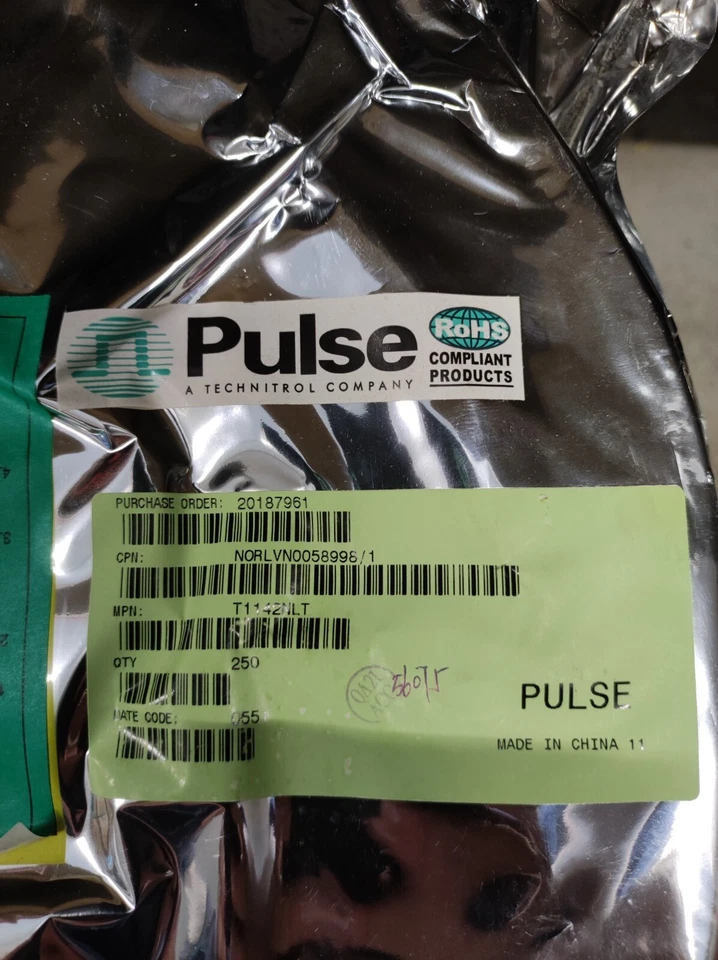 Pulse
A TECHNITROL COMPANY
RoHS
COMPLIANT
PRODUCTS
PURCHASE ORDER: 20187961
CPN: NORLVN0058998/1
MPN: T1142NLT
QTY 250
DATE CODE:
PULSE
MADE IN CHINA 11